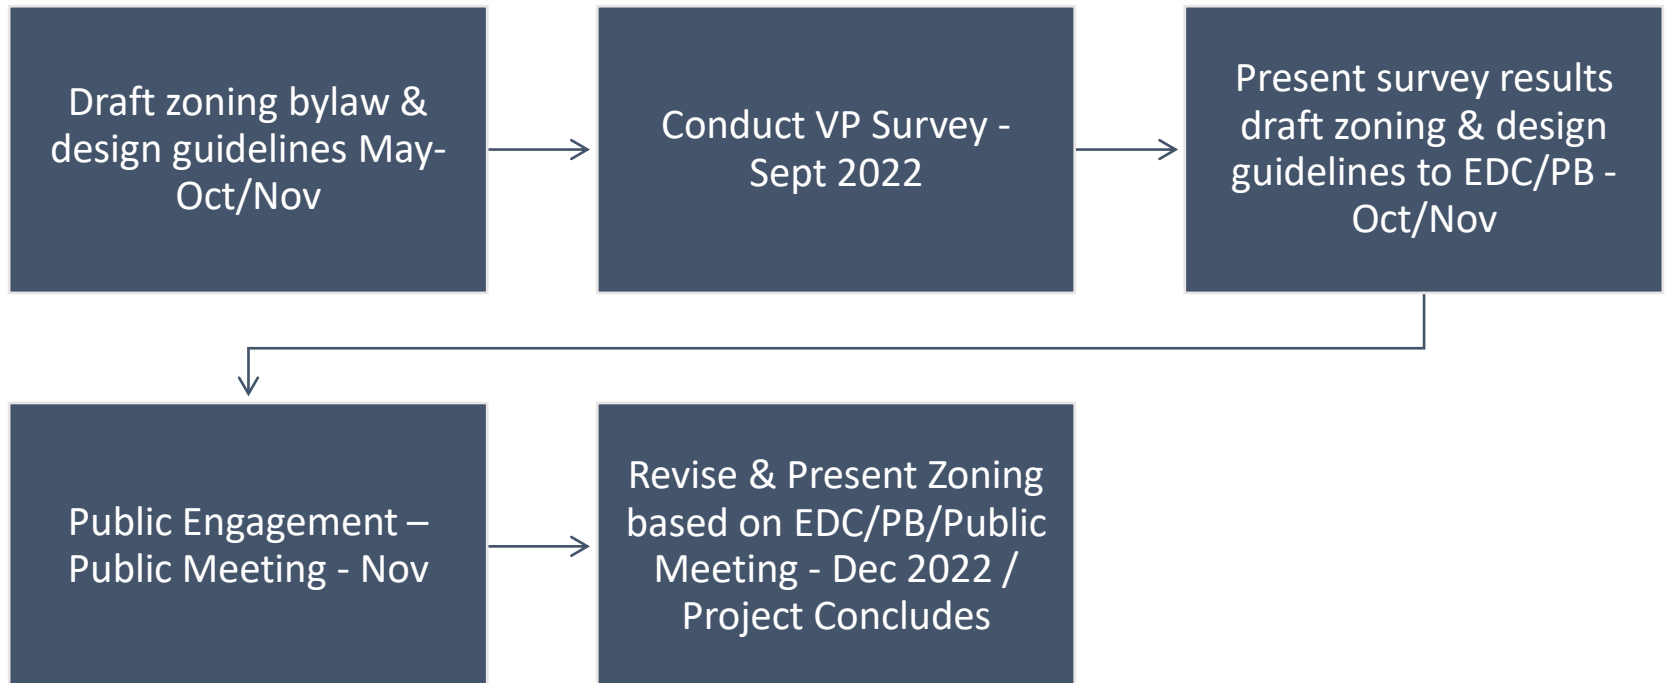 Draft zoning bylaw &
design guidelines May-
Oct/Nov
Conduct VP Survey -
Sept 2022
Present survey results
draft zoning & design
guidelines to EDC/PB -
Oct/Nov
Public Engagement –
Public Meeting - Nov
Revise & Present Zoning
based on EDC/PB/Public
Meeting - Dec 2022 /
Project Concludes